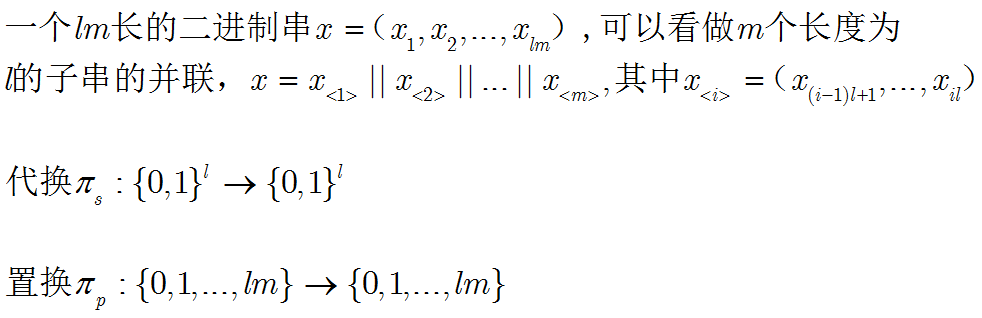 一个lm长的二进制串x =（x₁,x₂,...,xₗₘ）,可以看做m个长度为
l的子串的并联，x = x<₁> || x<₂> || ... || x<ₘ>,其中x<ᵢ> =（x₍ᵢ₋₁₎ₗ₊₁,...,xᵢₗ）
代换πₛ : {0,1}ˡ → {0,1}ˡ
置换πₚ : {0,1,...,lm} → {0,1,...,lm}